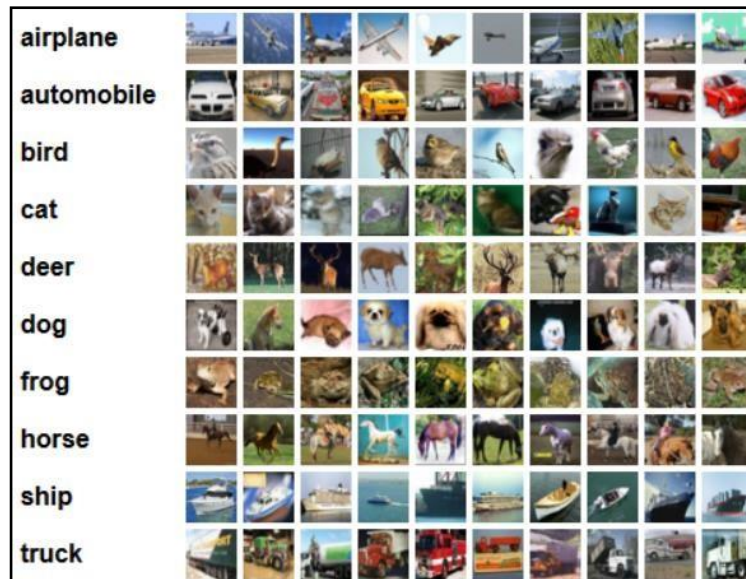 airplane
automobile
bird
cat
deer
dog
frog
horse
ship
truck